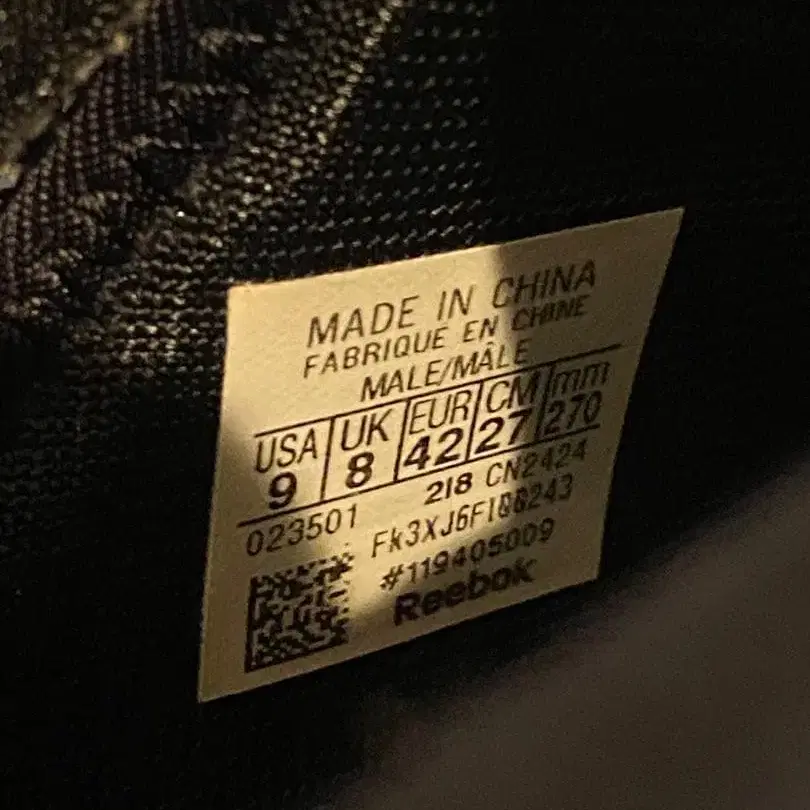 MADE IN CHINA
FABRIQUE EN CHINE
MALE/MÂLE
USA UK EUR CM mm
9 8 42 27 270
023501 218 CN2424
#119405009
Reebok